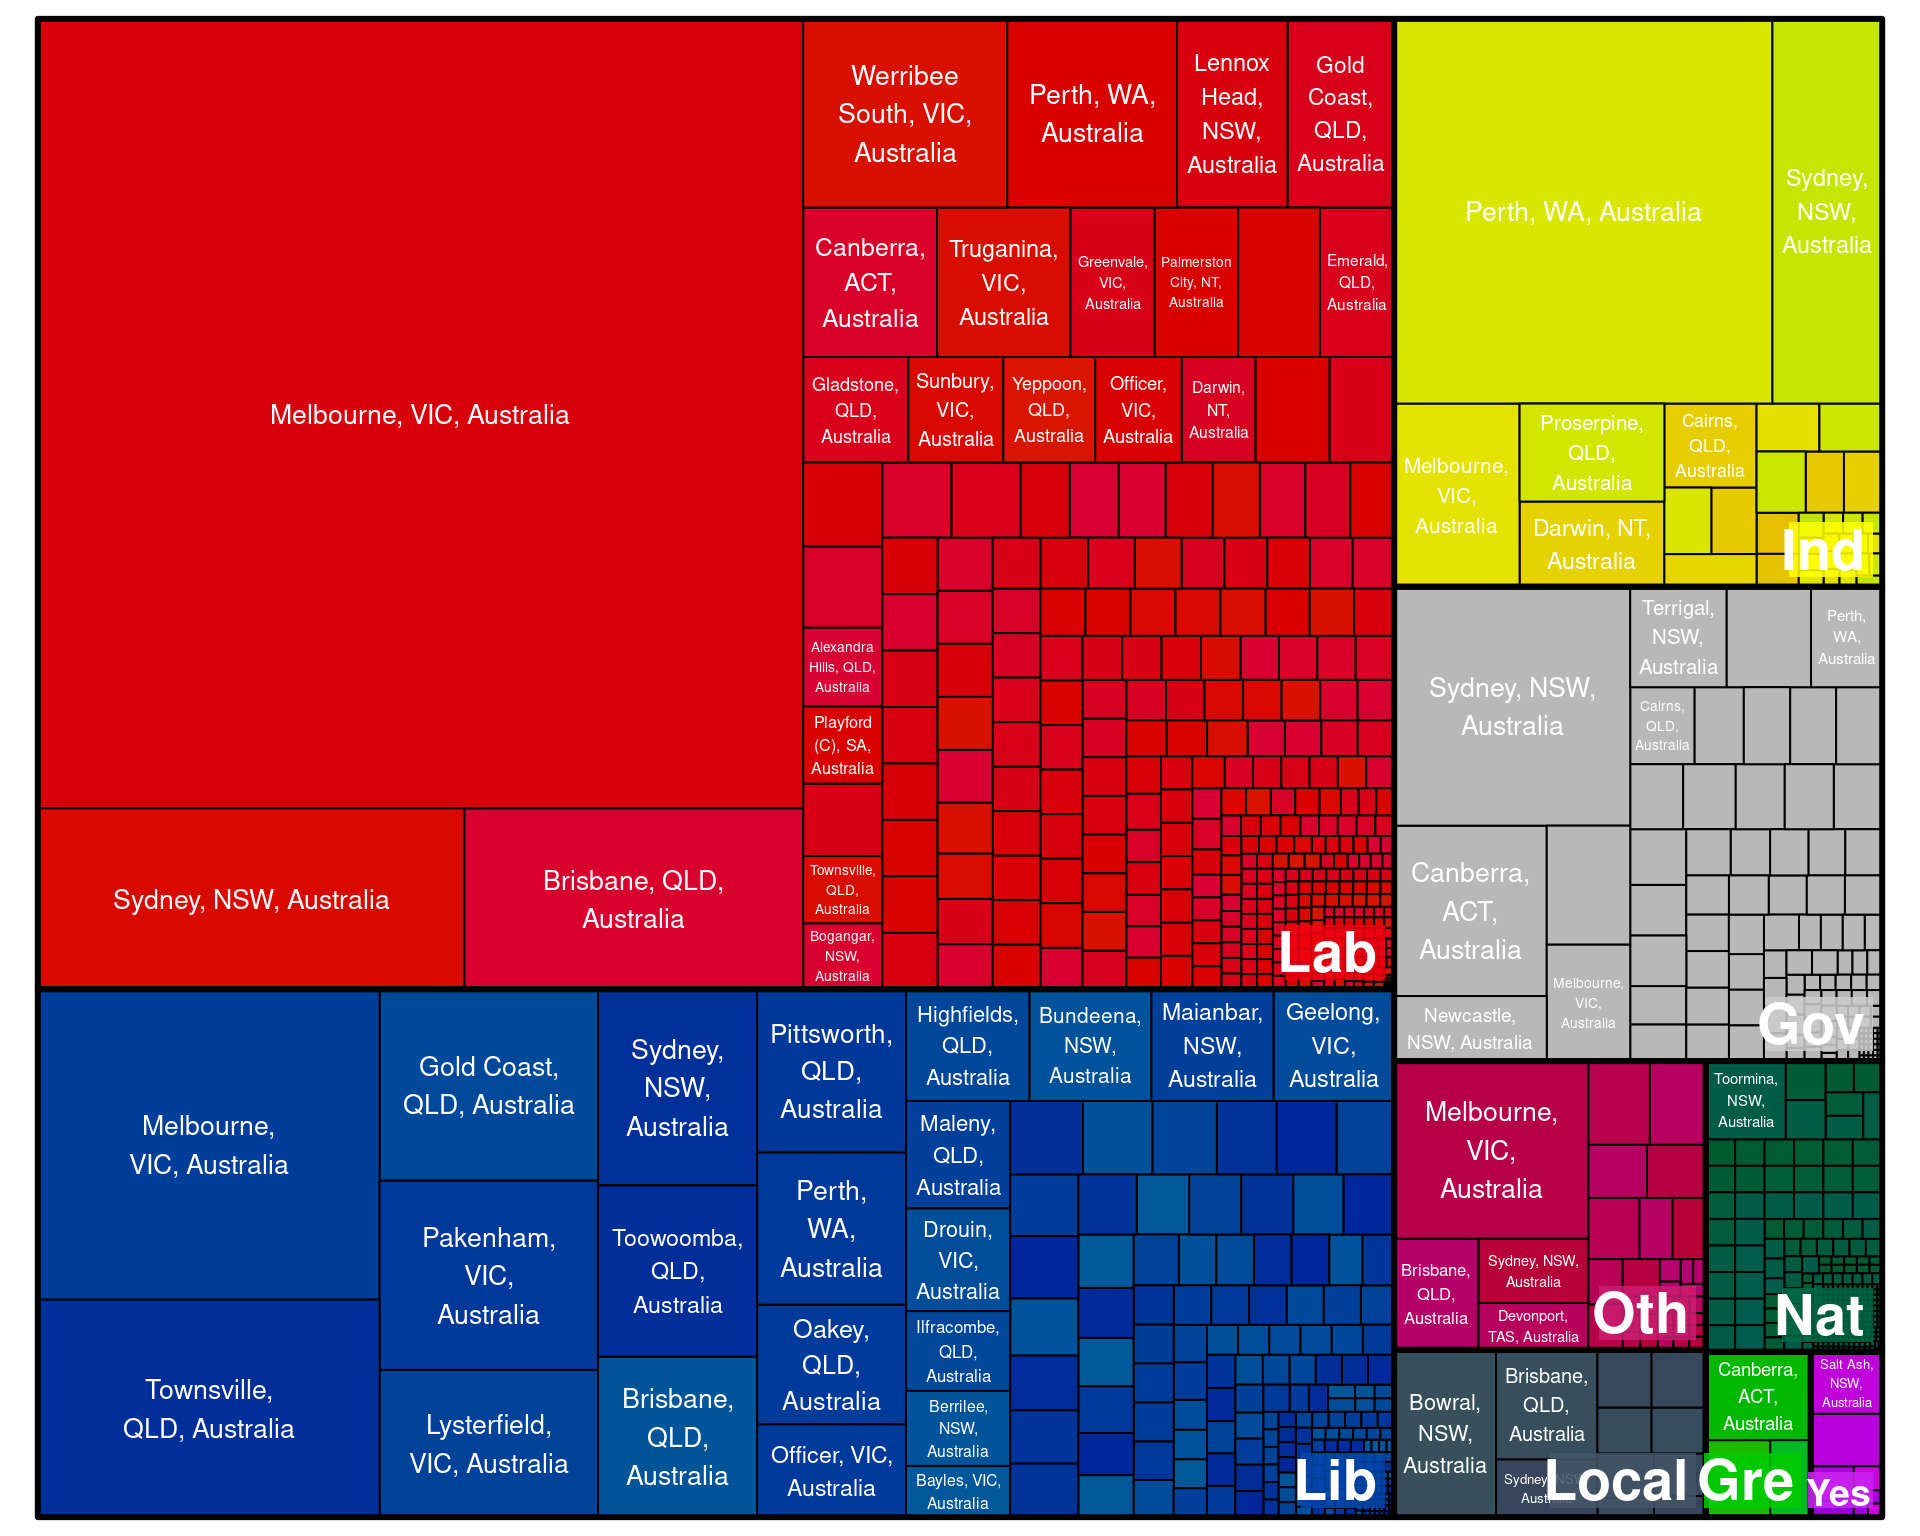 Melbourne, VIC, Australia
Sydney, NSW, Australia
Brisbane, QLD,
Australia
Werribee
South, VIC,
Australia
Perth, WA,
Australia
Lennox
Head,
NSW,
Australia
Gold
Coast,
QLD,
Australia
Canberra,
ACT,
Australia
Truganina,
VIC,
Australia
Greenvale,
VIC,
Australia
Palmerston
City, NT,
Australia
Emerald,
QLD,
Australia
Gladstone,
QLD,
Australia
Sunbury,
VIC,
Australia
Yeppoon,
QLD,
Australia
Officer,
VIC,
Australia
Darwin,
NT,
Australia
Alexandra
Hills, QLD,
Australia
Playford
(C), SA,
Australia
Townsville,
QLD,
Australia
Bogangar,
NSW,
Australia
Lab
Perth, WA, Australia
Sydney,
NSW,
Australia
Melbourne,
VIC,
Australia
Proserpine,
QLD,
Australia
Darwin, NT,
Australia
Cairns,
QLD,
Australia
Ind
Sydney, NSW,
Australia
Terrigal,
NSW,
Australia
Perth,
WA,
Australia
Cairns,
QLD,
Australia
Canberra,
ACT,
Australia
Newcastle,
NSW, Australia
Melbourne,
VIC,
Australia
Gov
Melbourne,
VIC, Australia
Townsville,
QLD, Australia
Gold Coast,
QLD, Australia
Pakenham,
VIC,
Australia
Lysterfield,
VIC, Australia
Sydney,
NSW,
Australia
Toowoomba,
QLD,
Australia
Brisbane,
QLD,
Australia
Pittsworth,
QLD,
Australia
Perth,
WA,
Australia
Oakey,
QLD,
Australia
Officer, VIC,
Australia
Highfields,
QLD,
Australia
Bundeena,
NSW,
Australia
Maianbar,
NSW,
Australia
Geelong,
VIC,
Australia
Maleny,
QLD,
Australia
Drouin,
VIC,
Australia
Ilfracombe,
QLD,
Australia
Berrilee,
NSW,
Australia
Bayles, VIC,
Australia
Lib
Melbourne,
VIC,
Australia
Brisbane,
QLD,
Australia
Sydney, NSW,
Australia
Devonport,
TAS, Australia
Oth
Toormina,
NSW,
Australia
Nat
Bowral,
NSW,
Australia
Brisbane,
QLD,
Australia
Sydney, NSW,
Australia
Local
Canberra,
ACT,
Australia
Gre
Salt Ash,
NSW,
Australia
Yes